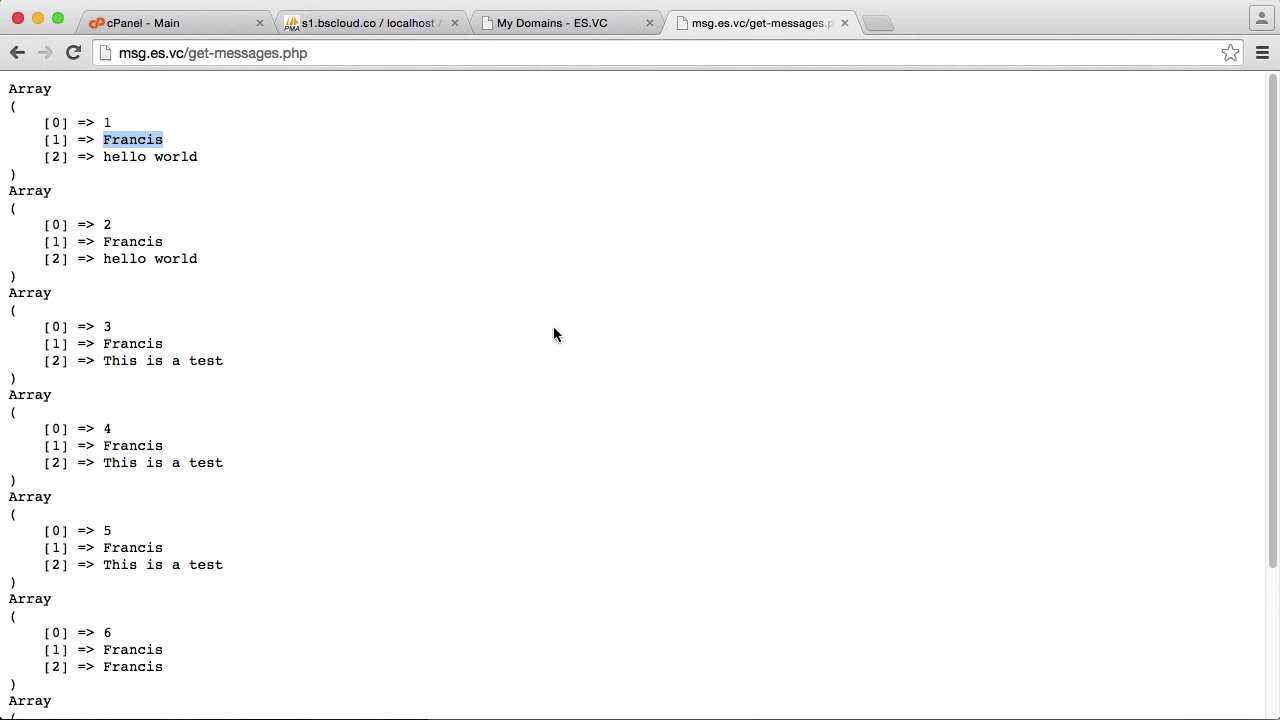 cPanel - Main
s1.bscloud.co / localhost /
My Domains - ES.VC
msg.es.vc/get-messages.p
msg.es.vc/get-messages.php
Array
(
[0] => 1
[1] => Francis
[2] => hello world
)
Array
(
[0] => 2
[1] => Francis
[2] => hello world
)
Array
(
[0] => 3
[1] => Francis
[2] => This is a test
)
Array
(
[0] => 4
[1] => Francis
[2] => This is a test
)
Array
(
[0] => 5
[1] => Francis
[2] => This is a test
)
Array
(
[0] => 6
[1] => Francis
[2] => Francis
)
Array
(